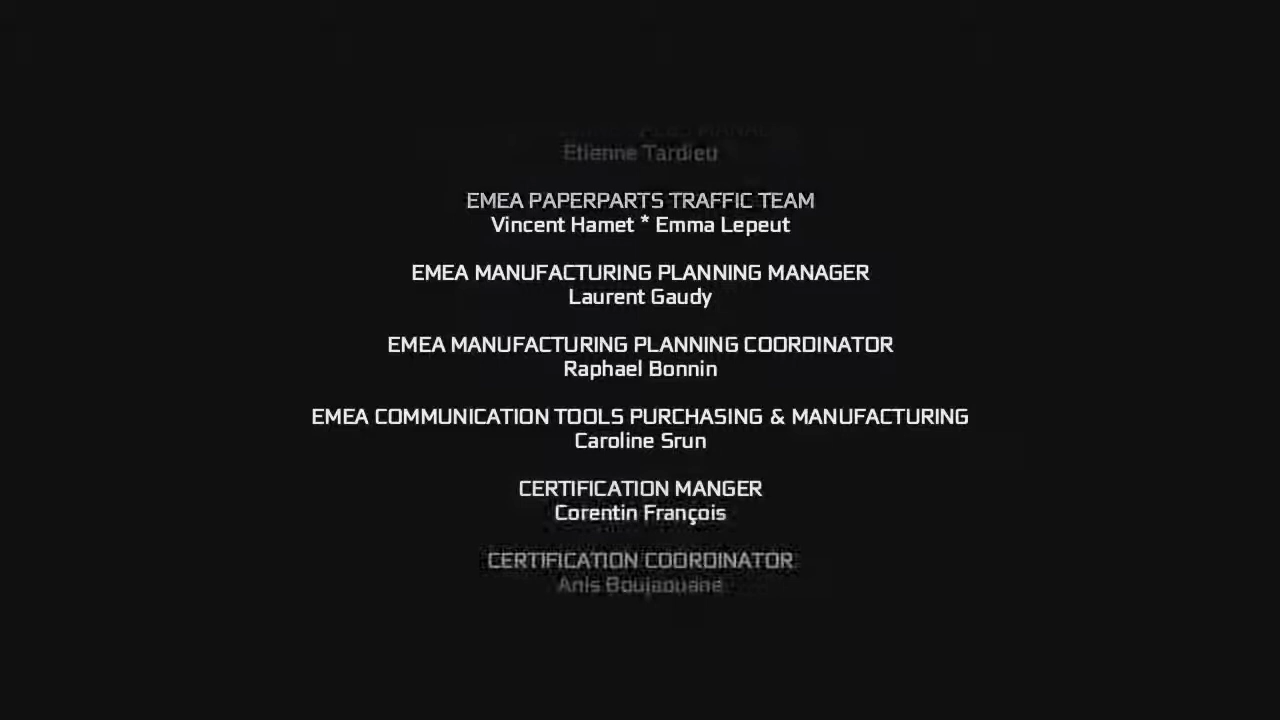 Etienne Tardieu
EMEA PAPERPARTS TRAFFIC TEAM
Vincent Hamet * Emma Lepeut
EMEA MANUFACTURING PLANNING MANAGER
Laurent Gaudy
EMEA MANUFACTURING PLANNING COORDINATOR
Raphael Bonnin
EMEA COMMUNICATION TOOLS PURCHASING & MANUFACTURING
Caroline Srun
CERTIFICATION MANGER
Corentin François
CERTIFICATION COORDINATOR
Anis Boujaouane